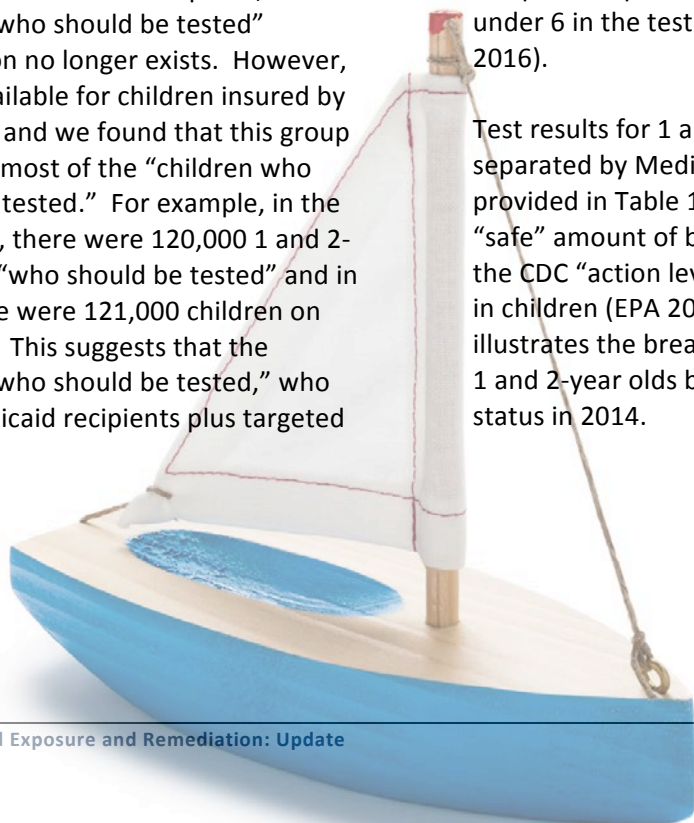 who should be tested”
on no longer exists.  However,
ailable for children insured by
and we found that this group
most of the “children who
tested.”  For example, in the
, there were 120,000 1 and 2-
“who should be tested” and in
e were 121,000 children on
This suggests that the
who should be tested,” who
icaid recipients plus targeted
under 6 in the test
2016).
Test results for 1 a
separated by Medi
provided in Table 1
“safe” amount of b
the CDC “action lev
in children (EPA 20
illustrates the brea
1 and 2-year olds b
status in 2014.
d Exposure and Remediation: Update